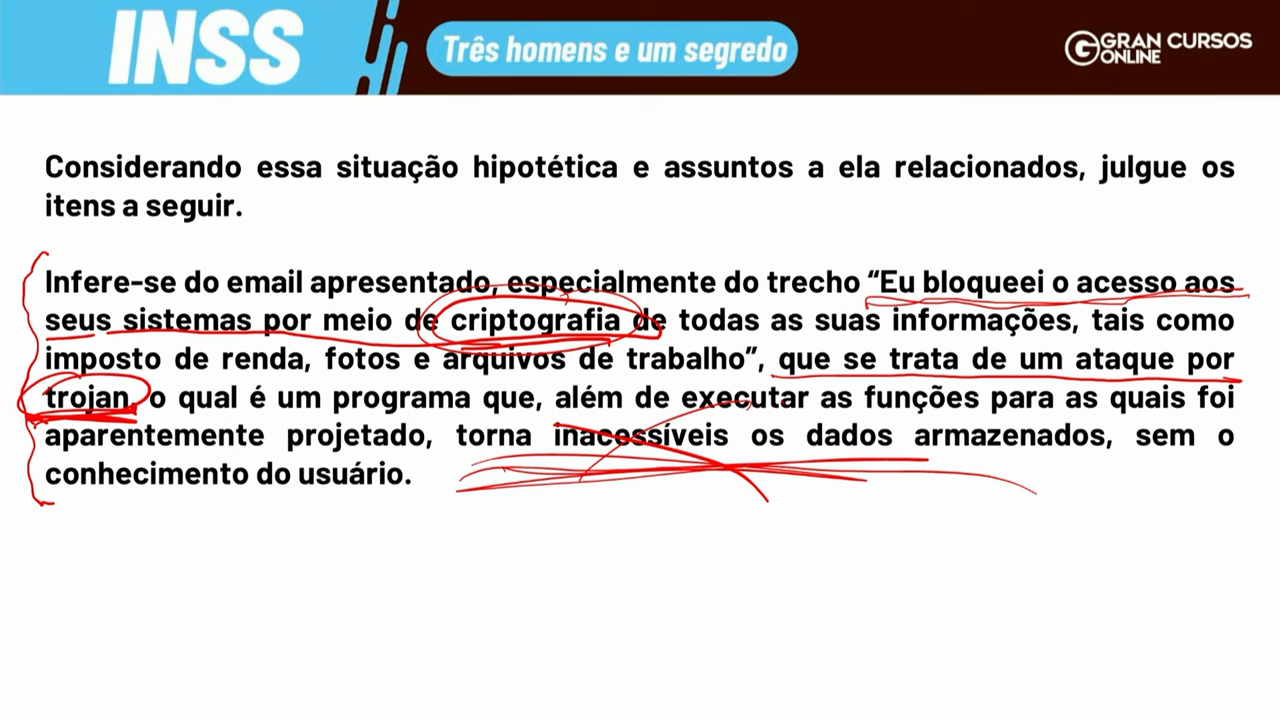 INSS
Três homens e um segredo
GRAN CURSOS
ONLINE
Considerando essa situação hipotética e assuntos a ela relacionados, julgue os
itens a seguir.
Infere-se do email apresentado, especialmente do trecho “Eu bloqueei o acesso aos
seus sistemas por meio de criptografia de todas as suas informações, tais como
imposto de renda, fotos e arquivos de trabalho”, que se trata de um ataque por
trojan, o qual é um programa que, além de executar as funções para as quais foi
aparentemente projetado, torna inacessíveis os dados armazenados, sem o
conhecimento do usuário.